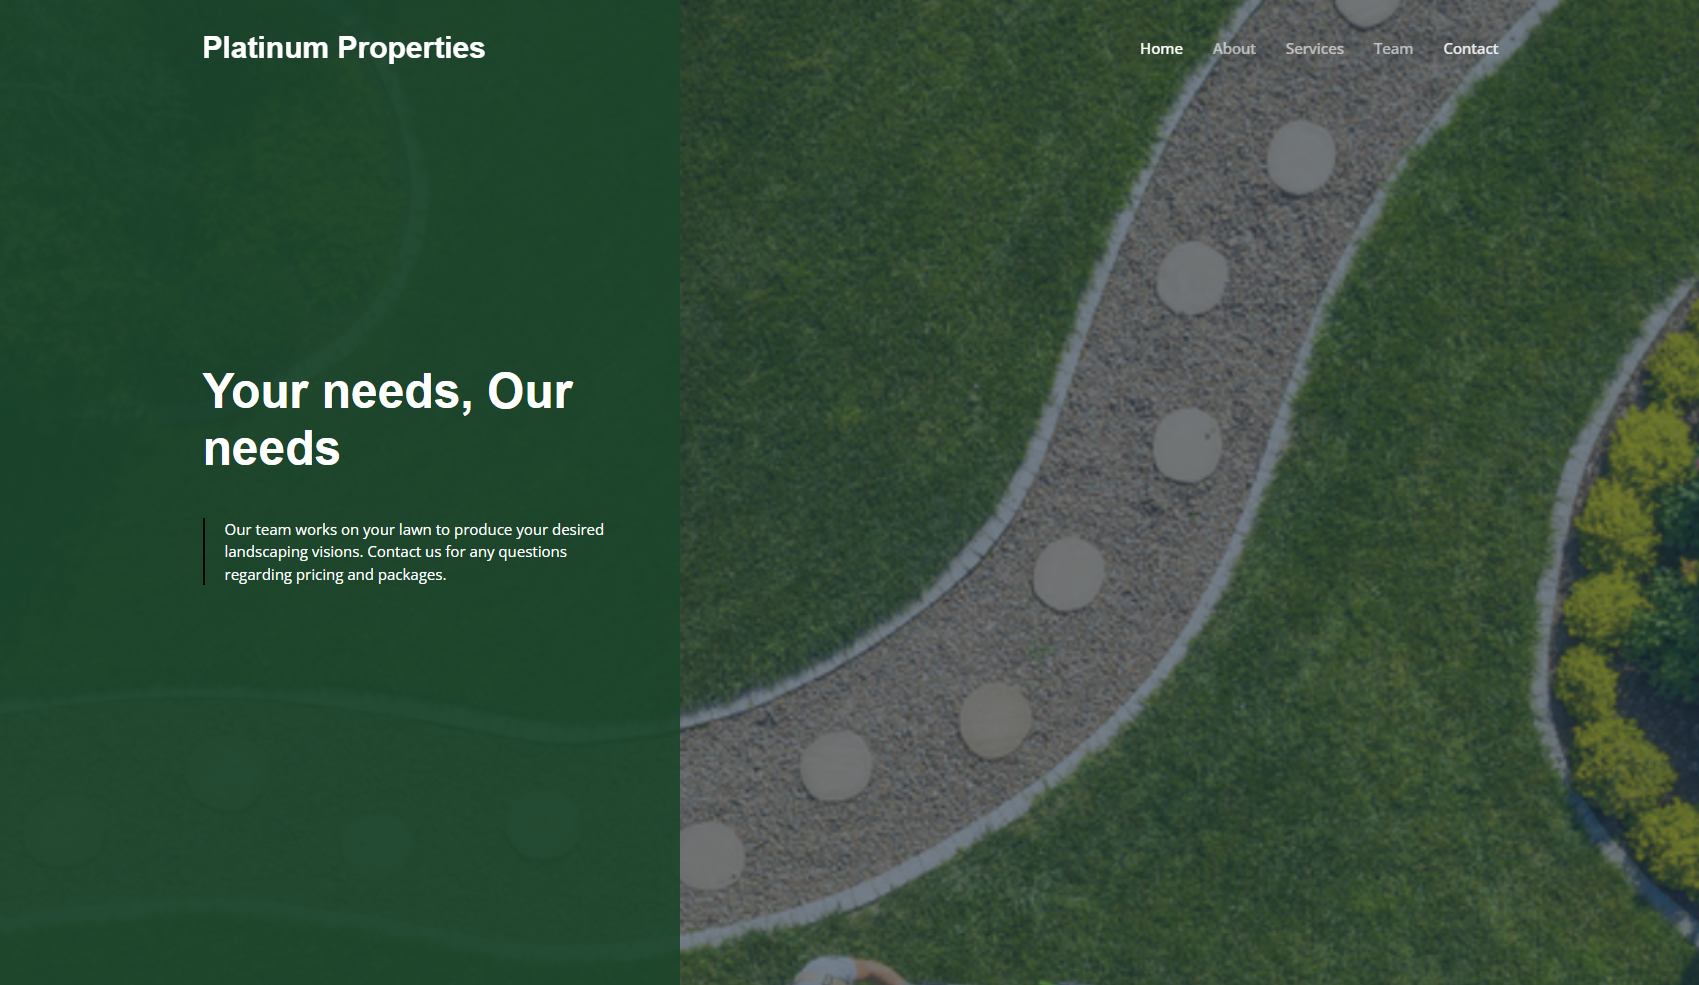 Platinum Properties
Home About Services Team Contact
Your needs, Our
needs
Our team works on your lawn to produce your desired
landscaping visions. Contact us for any questions
regarding pricing and packages.